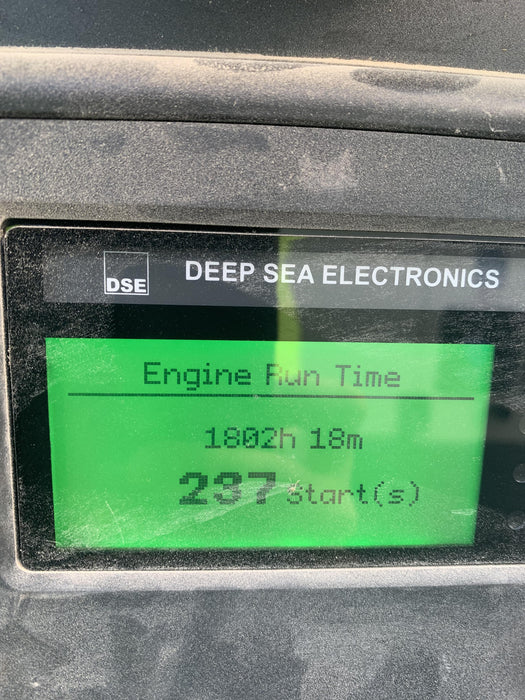 DSE
DEEP SEA ELECTRONICS
Engine Run Time
1802h 18m
237 Start(s)